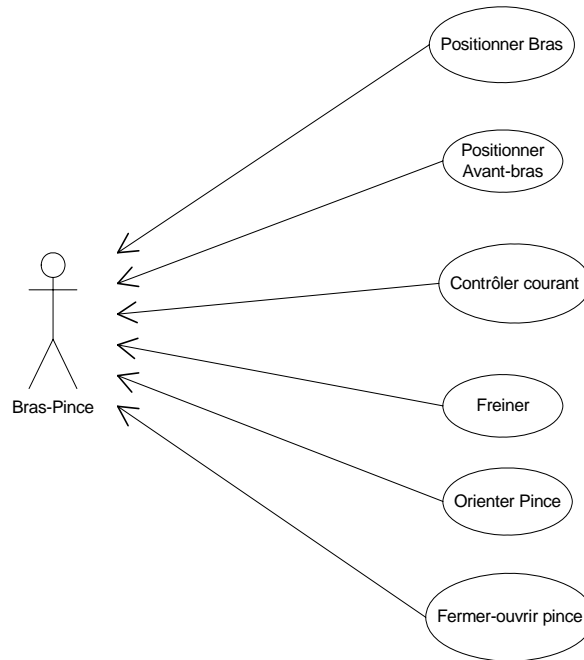 Positionner Bras
Positionner
Avant-bras
Contrôler courant
Bras-Pince
Freiner
Orienter Pince
Fermer-ouvrir pince